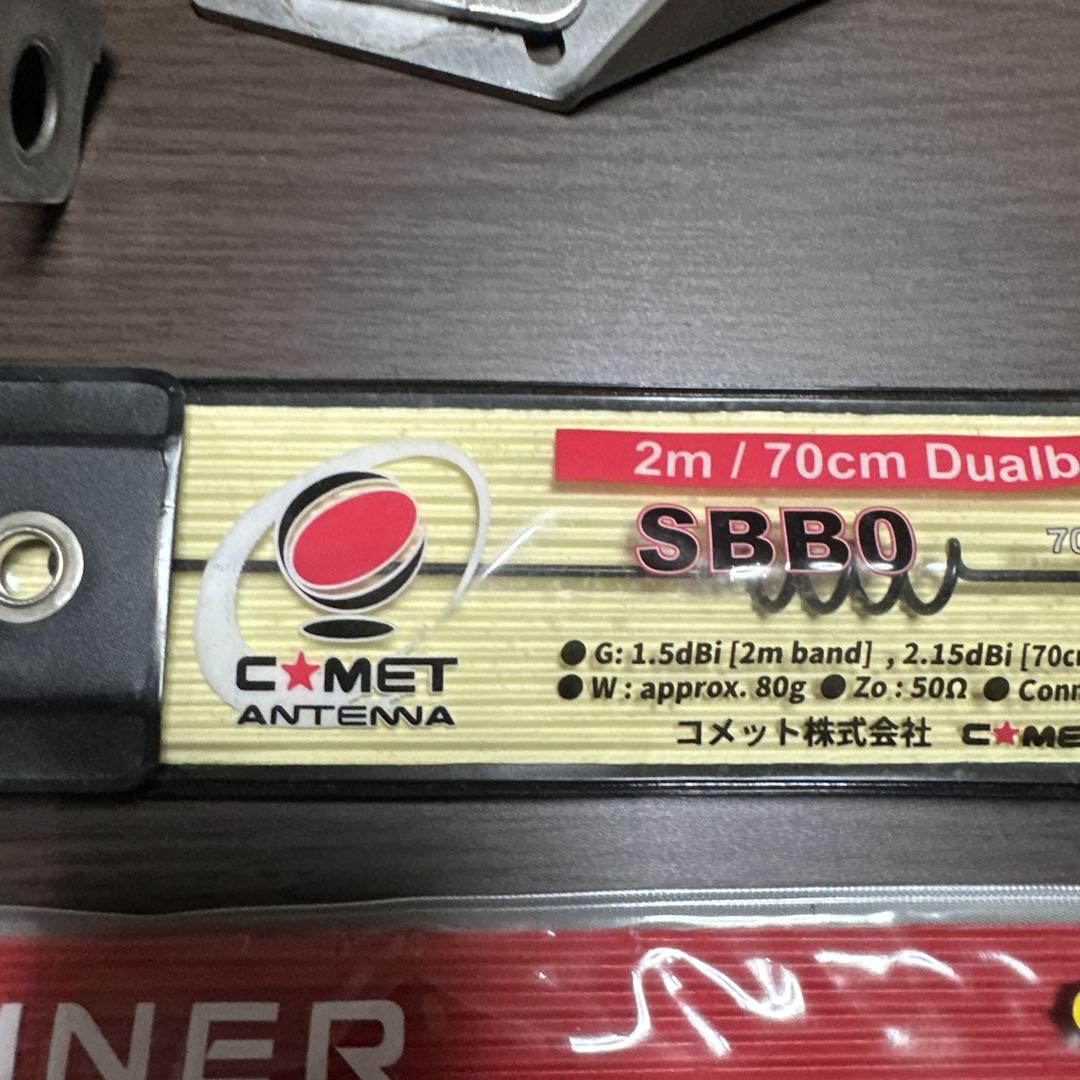 2m / 70cm Dualb
SBB0
70
C★MET
ANTENNA
● G: 1.5dBi [2m band] , 2.15dBi [70c
● W : approx. 80g ● Zo : 50Ω ● Conn
コメット株式会社 C★ME
NER